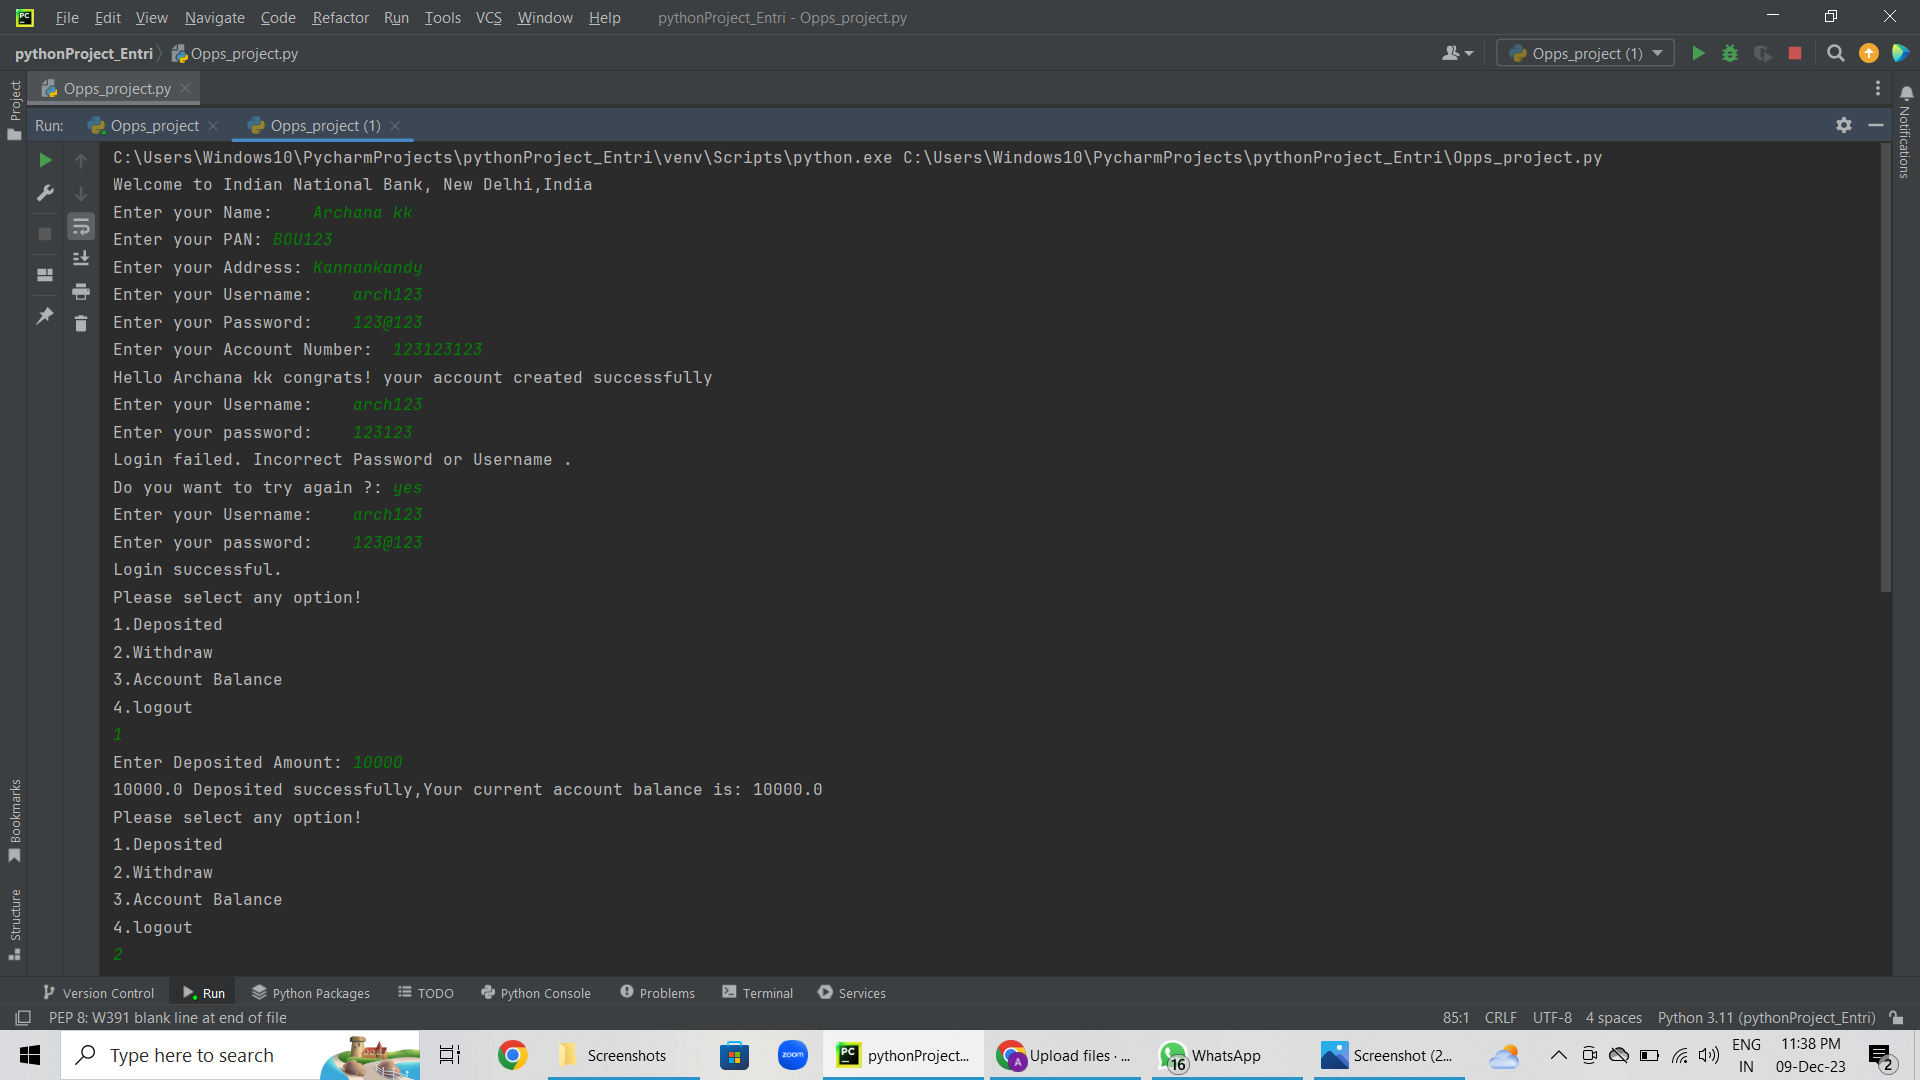 PC File Edit View Navigate Code Refactor Run Tools VCS Window Help pythonProject_Entri - Opps_project.py
pythonProject_Entri Opps_project.py Opps_project (1)
Project
Opps_project.py
Notifications
Run: Opps_project Opps_project (1)
C:\Users\Windows10\PycharmProjects\pythonProject_Entri\venv\Scripts\python.exe C:\Users\Windows10\PycharmProjects\pythonProject_Entri\Opps_project.py
Welcome to Indian National Bank, New Delhi,India
Enter your Name: Archana kk
Enter your PAN: BOU123
Enter your Address: Kannankandy
Enter your Username: arch123
Enter your Password: 123@123
Enter your Account Number: 123123123
Hello Archana kk congrats! your account created successfully
Enter your Username: arch123
Enter your password: 123123
Login failed. Incorrect Password or Username .
Do you want to try again ?: yes
Enter your Username: arch123
Enter your password: 123@123
Login successful.
Please select any option!
1.Deposited
2.Withdraw
3.Account Balance
4.logout
1
Enter Deposited Amount: 10000
10000.0 Deposited successfully,Your current account balance is: 10000.0
Please select any option!
1.Deposited
2.Withdraw
3.Account Balance
4.logout
2
Bookmarks
Structure
Version Control Run Python Packages TODO Python Console Problems Terminal Services
PEP 8: W391 blank line at end of file 85:1 CRLF UTF-8 4 spaces Python 3.11 (pythonProject_Entri)
Type here to search Screenshots zoom PC pythonProject... A Upload files · ... 16 WhatsApp Screenshot (2... ENG 11:38 PM
IN 09-Dec-23 2